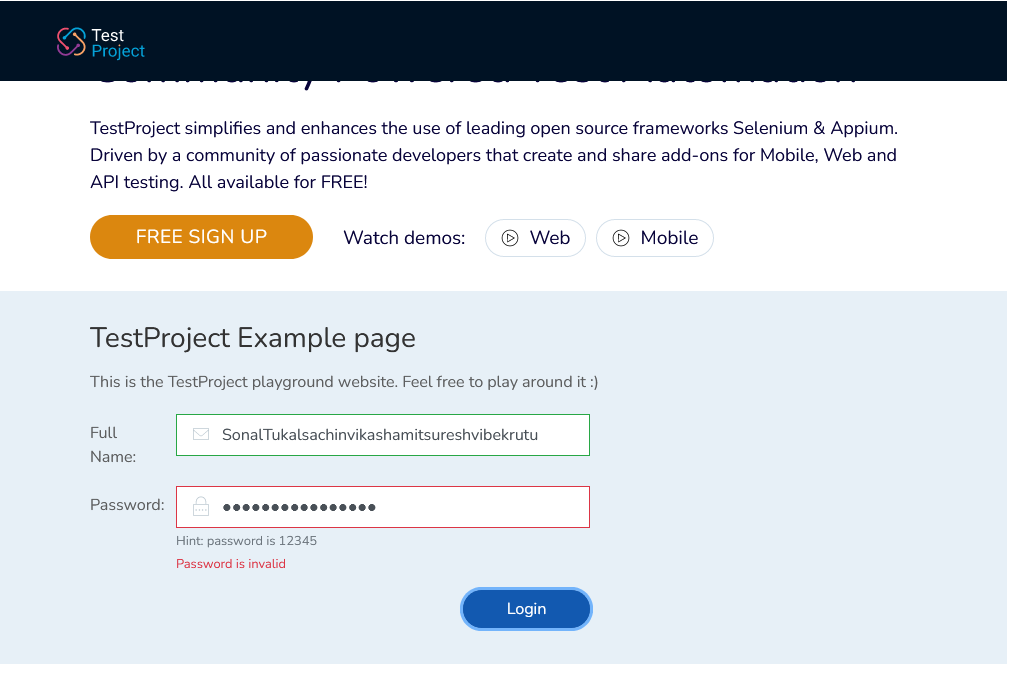 Test
Project
TestProject simplifies and enhances the use of leading open source frameworks Selenium & Appium.
Driven by a community of passionate developers that create and share add-ons for Mobile, Web and
API testing. All available for FREE!
FREE SIGN UP
Watch demos:
Web
Mobile
TestProject Example page
This is the TestProject playground website. Feel free to play around it :)
Full
Name:
SonalTukalsachinvikashamitsureshvibekrutu
Password:
••••••••••••••••
Hint: password is 12345
Password is invalid
Login